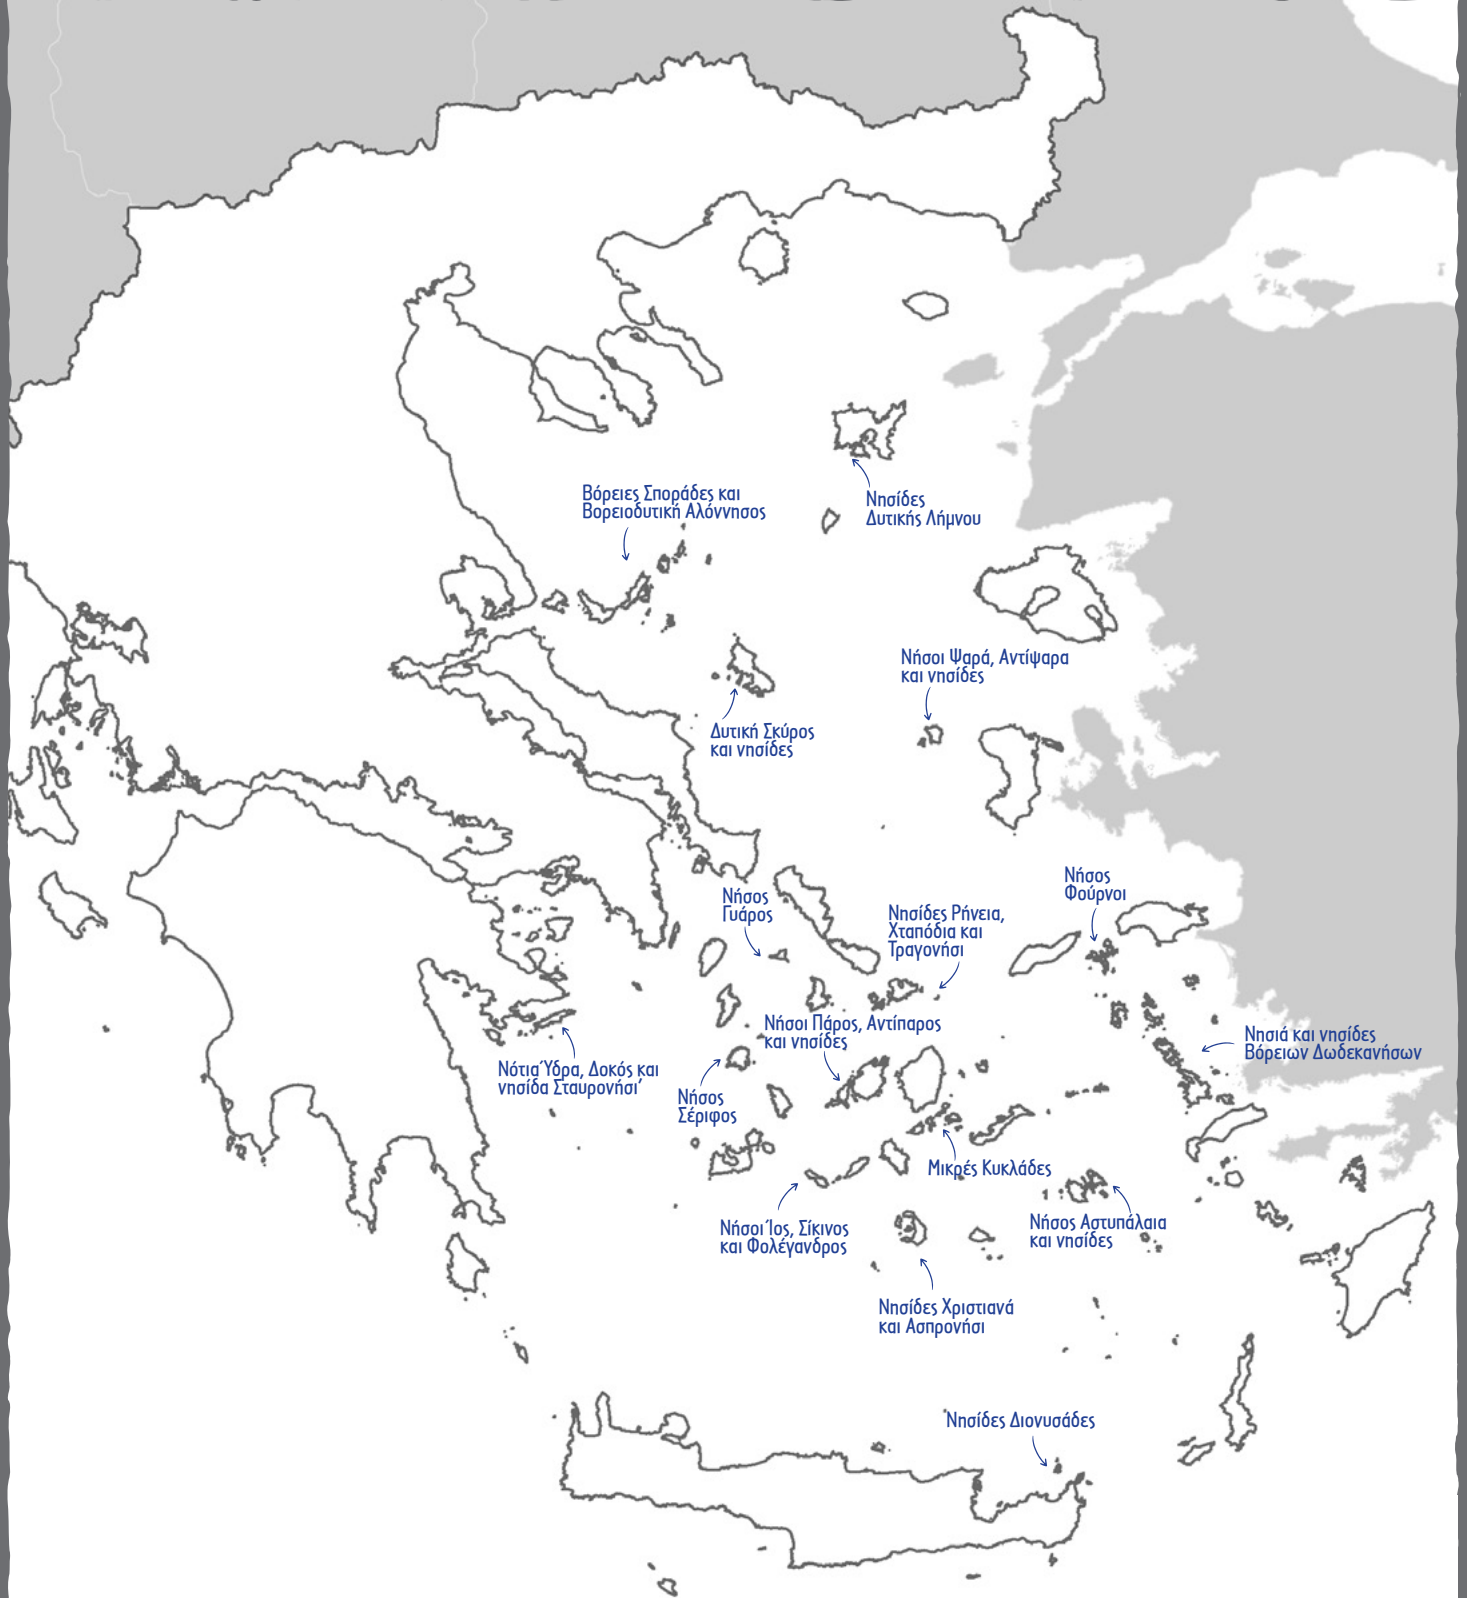 Βόρειες Σποράδες και
Βορειοδυτική Αλόννησος
Νησίδες
Δυτικής Λήμνου
Νήσοι Ψαρά, Αντίψαρα
και νησίδες
Δυτική Σκύρος
και νησίδες
Νήσος
Φούρνοι
Νήσος
Γυάρος
Νησίδες Ρήνεια,
Χταπόδια και
Τραγονήσι
Νήσοι Πάρος, Αντίπαρος
και νησίδες
Νησιά και νησίδες
Βόρειων Δωδεκανήσων
Νότια Ύδρα, Δοκός και
νησίδα Σταυρονήσι
Νήσος
Σέριφος
Μικρές Κυκλάδες
Νήσοι Ίος, Σίκινος
και Φολέγανδρος
Νήσος Αστυπάλαια
και νησίδες
Νησίδες Χριστιανά
και Ασπρονήσι
Νησίδες Διονυσάδες